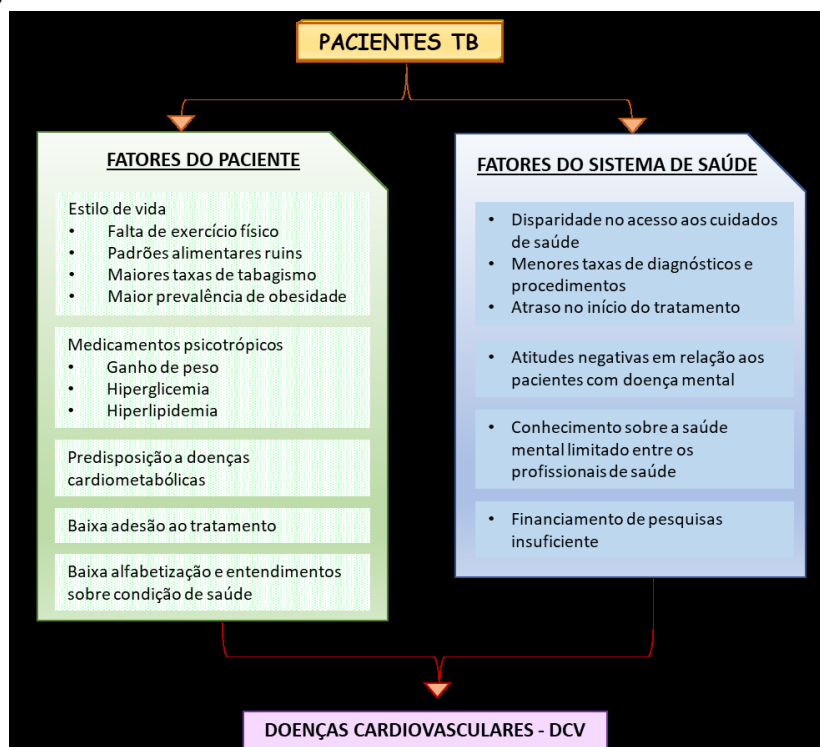 PACIENTES TB
FATORES DO PACIENTE
Estilo de vida
• Falta de exercício físico
• Padrões alimentares ruins
• Maiores taxas de tabagismo
• Maior prevalência de obesidade
Medicamentos psicotrópicos
• Ganho de peso
• Hiperglicemia
• Hiperlipidemia
Predisposição a doenças
cardiometabólicas
Baixa adesão ao tratamento
Baixa alfabetização e entendimentos
sobre condição de saúde
FATORES DO SISTEMA DE SAÚDE
• Disparidade no acesso aos cuidados
de saúde
• Menores taxas de diagnósticos e
procedimentos
• Atraso no início do tratamento
• Atitudes negativas em relação aos
pacientes com doença mental
• Conhecimento sobre a saúde
mental limitado entre os
profissionais de saúde
• Financiamento de pesquisas
insuficiente
DOENÇAS CARDIOVASCULARES - DCV